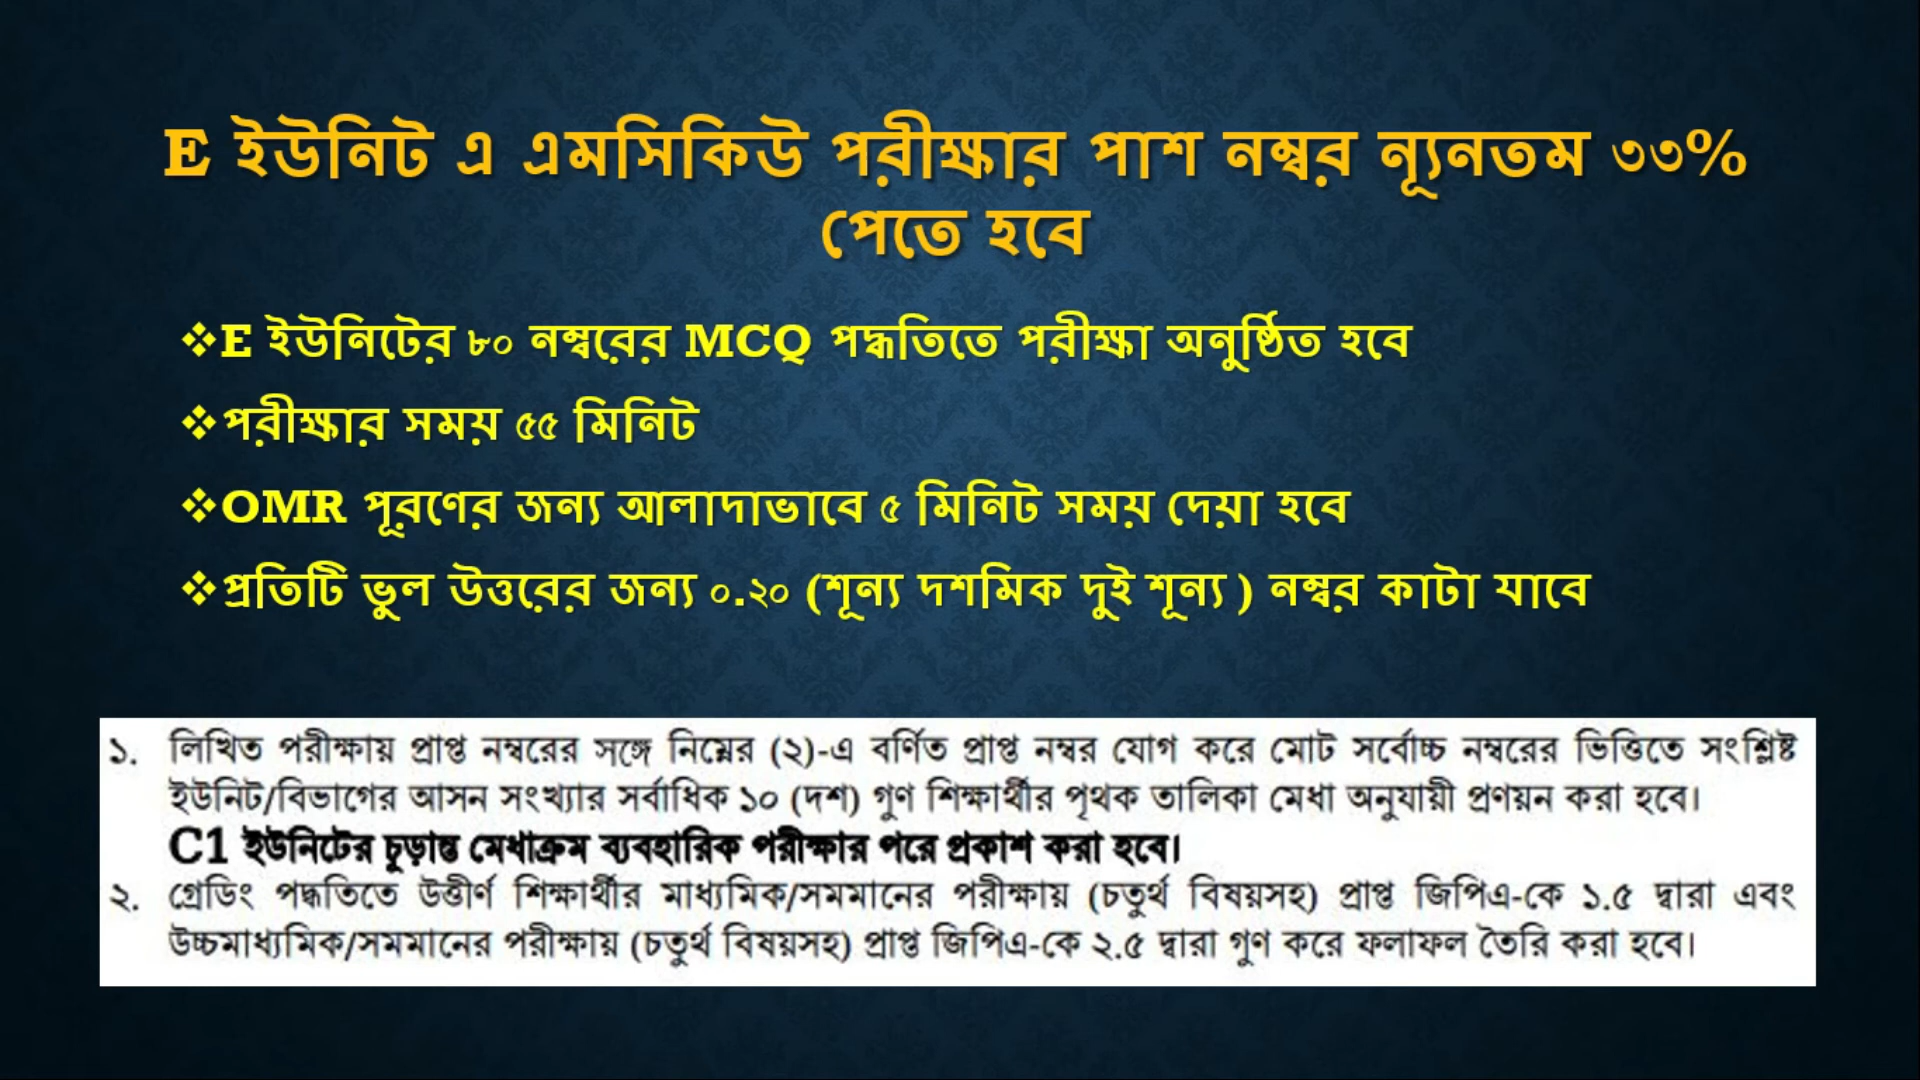 E ইউনিট এ এমসিকিউ পরীক্ষার পাশ নম্বর ন্যূনতম ৩৩%
পেতে হবে
❖E ইউনিটের ৮০ নম্বরের MCQ পদ্ধতিতে পরীক্ষা অনুষ্ঠিত হবে
❖পরীক্ষার সময় ৫৫ মিনিট
❖OMR পূরণের জন্য আলাদাভাবে ৫ মিনিট সময় দেয়া হবে
❖প্রতিটি ভুল উত্তরের জন্য ০.২০ (শূন্য দশমিক দুই শূন্য ) নম্বর কাটা যাবে
১. লিখিত পরীক্ষায় প্রাপ্ত নম্বরের সঙ্গে নিম্নের (২)-এ বর্ণিত প্রাপ্ত নম্বর যোগ করে মোট সর্বোচ্চ নম্বরের ভিত্তিতে সংশ্লিষ্ট
ইউনিট/বিভাগের আসন সংখ্যার সর্বাধিক ১০ (দশ) গুণ শিক্ষার্থীর পৃথক তালিকা মেধা অনুযায়ী প্রণয়ন করা হবে।
C1 ইউনিটের চূড়ান্ত মেধাক্রম ব্যবহারিক পরীক্ষার পরে প্রকাশ করা হবে।
২. গ্রেডিং পদ্ধতিতে উত্তীর্ণ শিক্ষার্থীর মাধ্যমিক/সমমানের পরীক্ষায় (চতুর্থ বিষয়সহ) প্রাপ্ত জিপিএ-কে ১.৫ দ্বারা এবং
উচ্চমাধ্যমিক/সমমানের পরীক্ষায় (চতুর্থ বিষয়সহ) প্রাপ্ত জিপিএ-কে ২.৫ দ্বারা গুণ করে ফলাফল তৈরি করা হবে।